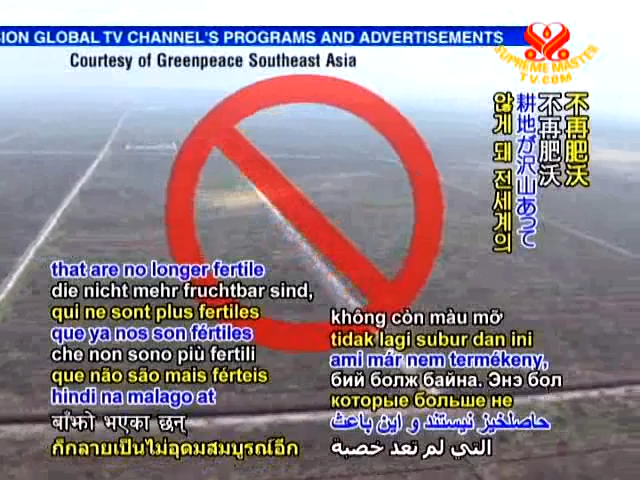 SION GLOBAL TV CHANNEL'S PROGRAMS AND ADVERTISEMENTS
SUPREME MASTER
TV.COM
Courtesy of Greenpeace Southeast Asia
不再肥沃
不再肥沃
耕地が沢山あって
않게 돼 전세계의
that are no longer fertile
die nicht mehr fruchtbar sind,
qui ne sont plus fertiles
que ya nos son fértiles
che non sono più fertili
que não são mais férteis
hindi na malago at
बाँझो भएका छन्
ก็กลายเป็นไม่อุดมสมบูรณ์อีก
không còn màu mỡ
tidak lagi subur dan ini
ami már nem termékeny,
бий болж байна. Энэ бол
которые больше не
حاصلخیز نیستند و این باعث
التي لم تعد خصبة